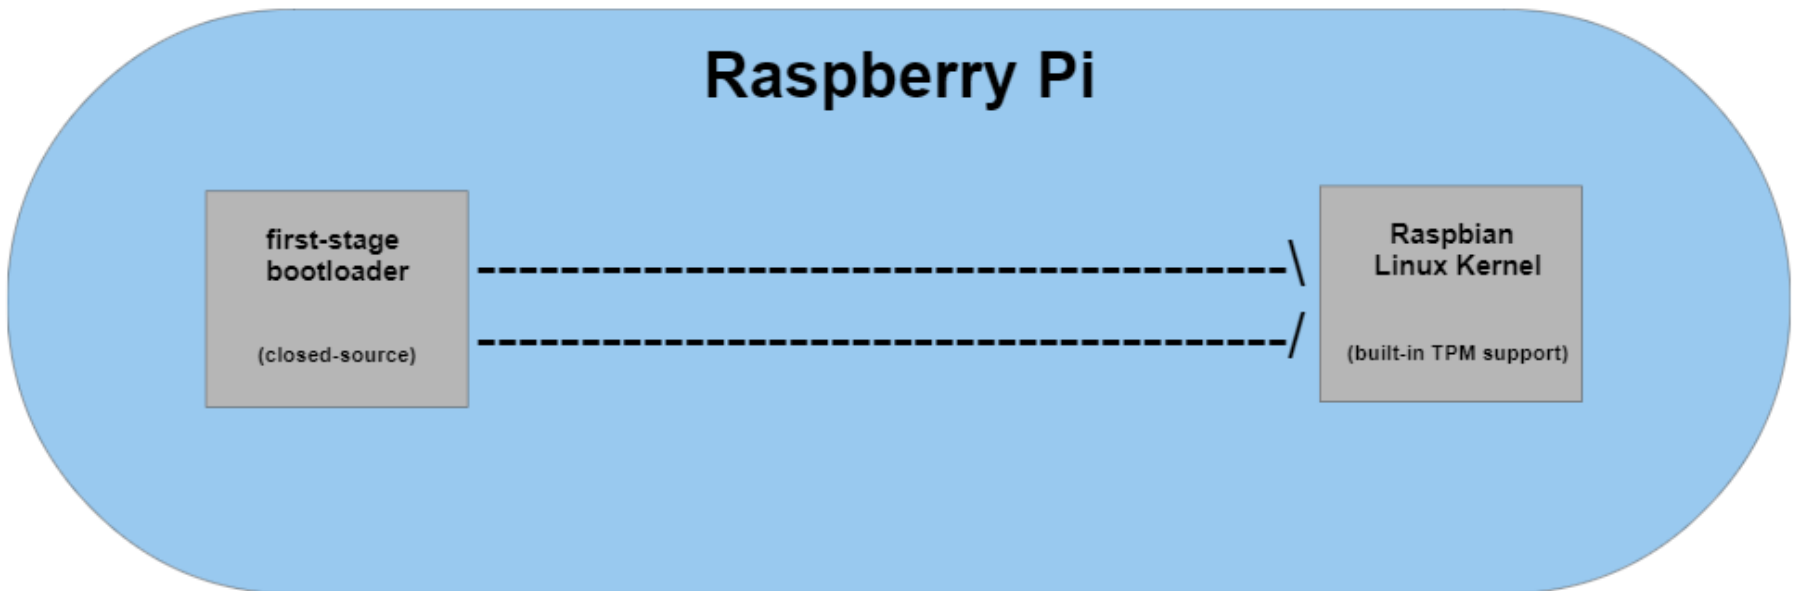 Raspberry Pi
first-stage
bootloader
(closed-source)
---------------------------------------\
---------------------------------------/
Raspbian
Linux Kernel
(built-in TPM support)